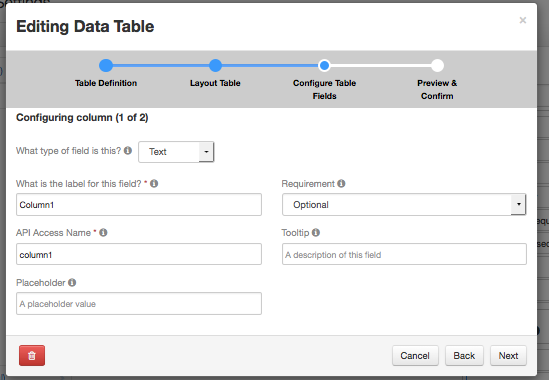 Editing Data Table
×
Table Definition
Layout Table
Configure Table
Fields
Preview &
Confirm
Configuring column (1 of 2)
What type of field is this?
Text
What is the label for this field? *
Requirement
Column1
Optional
API Access Name *
Tooltip
column1
A description of this field
Placeholder
A placeholder value
Cancel
Back
Next